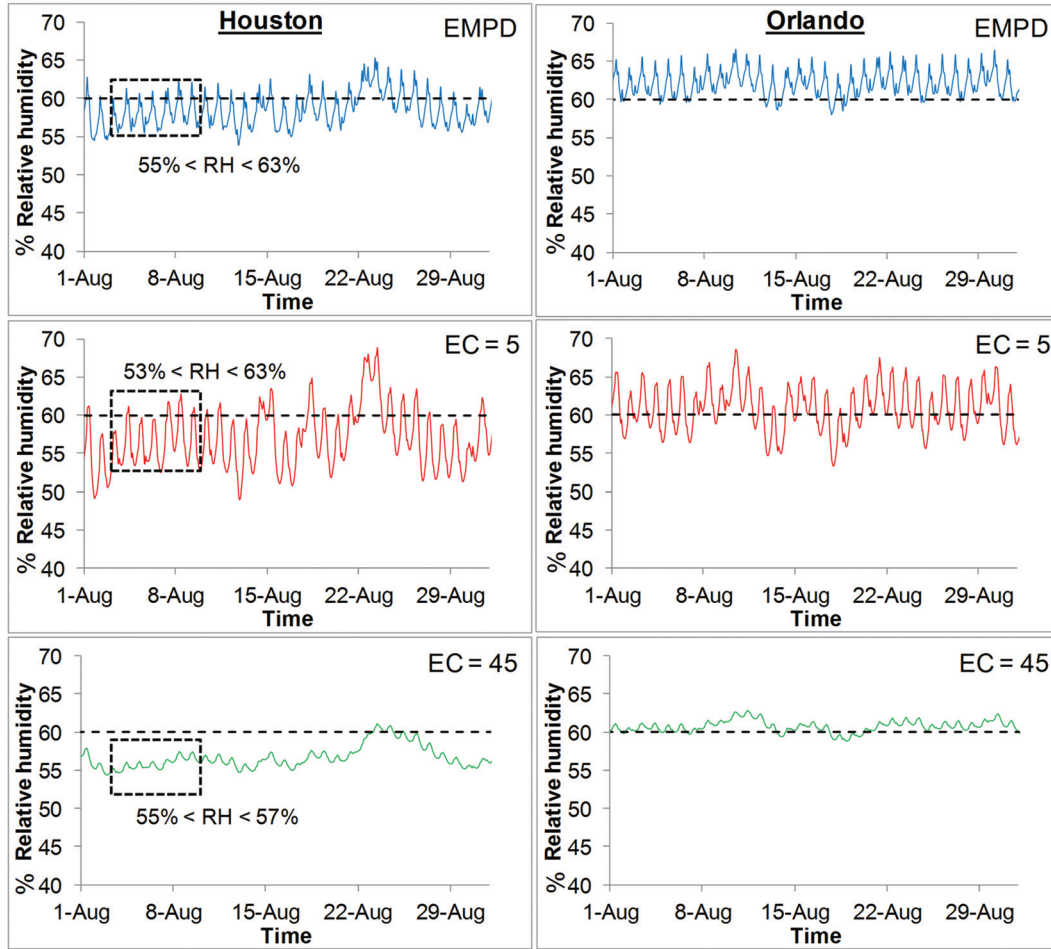 Houston
EMPD
70
65
60
55
50
45
40
% Relative humidity
55% < RH < 63%
1-Aug 8-Aug 15-Aug 22-Aug 29-Aug
Time
Orlando
EMPD
70
65
60
55
50
45
40
% Relative humidity
1-Aug 8-Aug 15-Aug 22-Aug 29-Aug
Time
EC = 5
70
65
60
55
50
45
40
% Relative humidity
53% < RH < 63%
1-Aug 8-Aug 15-Aug 22-Aug 29-Aug
Time
EC = 5
70
65
60
55
50
45
40
% Relative humidity
1-Aug 8-Aug 15-Aug 22-Aug 29-Aug
Time
EC = 45
70
65
60
55
50
45
40
% Relative humidity
55% < RH < 57%
1-Aug 8-Aug 15-Aug 22-Aug 29-Aug
Time
EC = 45
70
65
60
55
50
45
40
% Relative humidity
1-Aug 8-Aug 15-Aug 22-Aug 29-Aug
Time